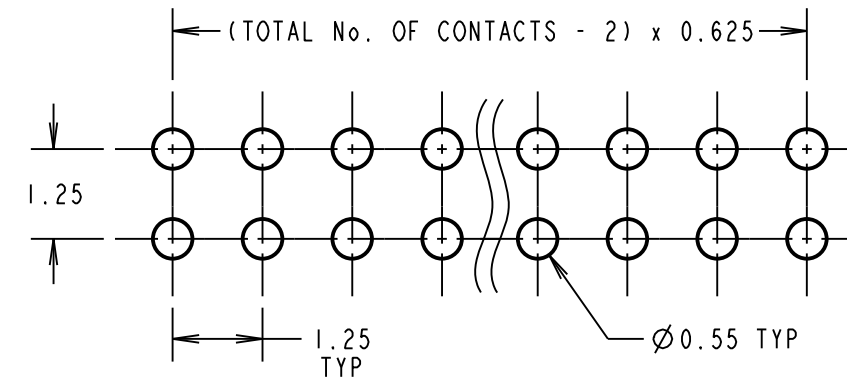 (TOTAL No. OF CONTACTS - 2) x 0.625
1.25
1.25
TYP
Ø0.55 TYP